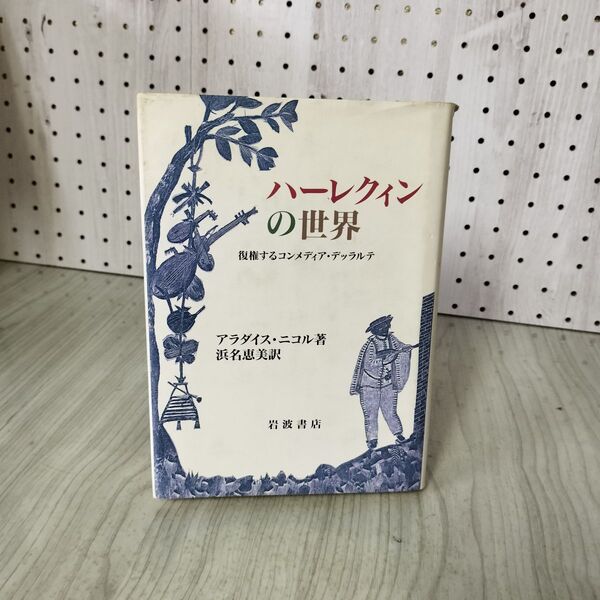 ハーレクィン
の世界
復権するコンメディア・デッラルテ
アラダイス・ニコル著
浜名恵美訳
岩波書店